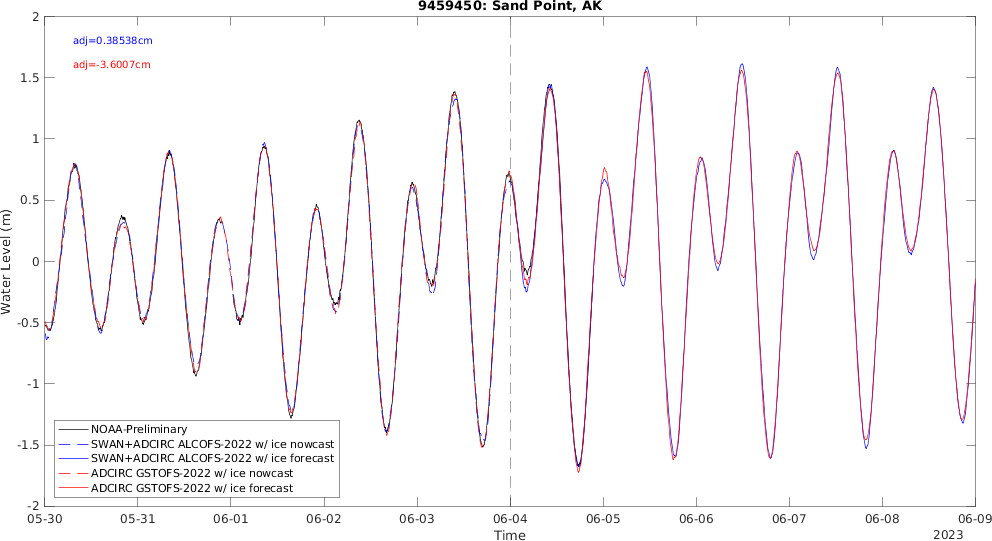 9459450: Sand Point, AK
adj=0.38538cm
adj=-3.6007cm
2
1.5
1
0.5
0
-0.5
-1
-1.5
-2
Water Level (m)
NOAA-Preliminary
SWAN+ADCIRC ALCOFS-2022 w/ ice nowcast
SWAN+ADCIRC ALCOFS-2022 w/ ice forecast
ADCIRC GSTOFS-2022 w/ ice nowcast
ADCIRC GSTOFS-2022 w/ ice forecast
05-30 05-31 06-01 06-02 06-03 06-04 06-05 06-06 06-07 06-08 06-09
Time
2023